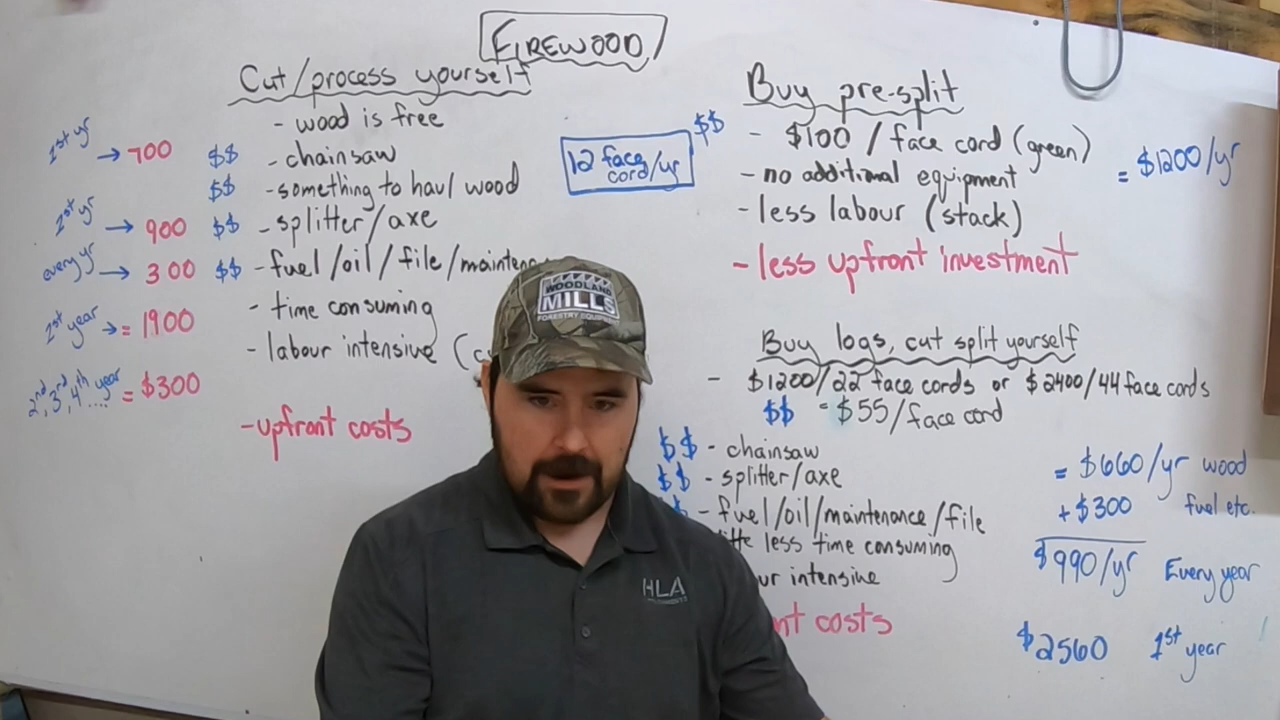 FIREWOOD
Cut/process yourself
- wood is free
1st yr → 700 $$ - chainsaw
$$ - something to haul wood
1st yr → 900 $$ - splitter/axe
every yr → 300 $$ - fuel/oil/file/mainten
- time consuming
1st year → = 1900
- labour intensive (c
2nd, 3rd, 4th .... year = $300
- upfront costs
12 face
cord/yr
Buy pre-split
$$ - $100 / face cord (green)
= $1200/yr
- no additional equipment
- less labour (stack)
- less upfront investment
Buy logs, cut split yourself
- $1200/22 face cords or $2400/44 face cords
$$ = $55/face cord
$$ - chainsaw
$$ - splitter/axe
- fuel/oil/maintenance/file
less time consuming
ur intensive
nt costs
= $660/yr wood
+ $300 fuel etc.
$990/yr Every year
$2560 1st year
WOODLAND
MILLS
FORESTRY EQUIPMENT
HLA